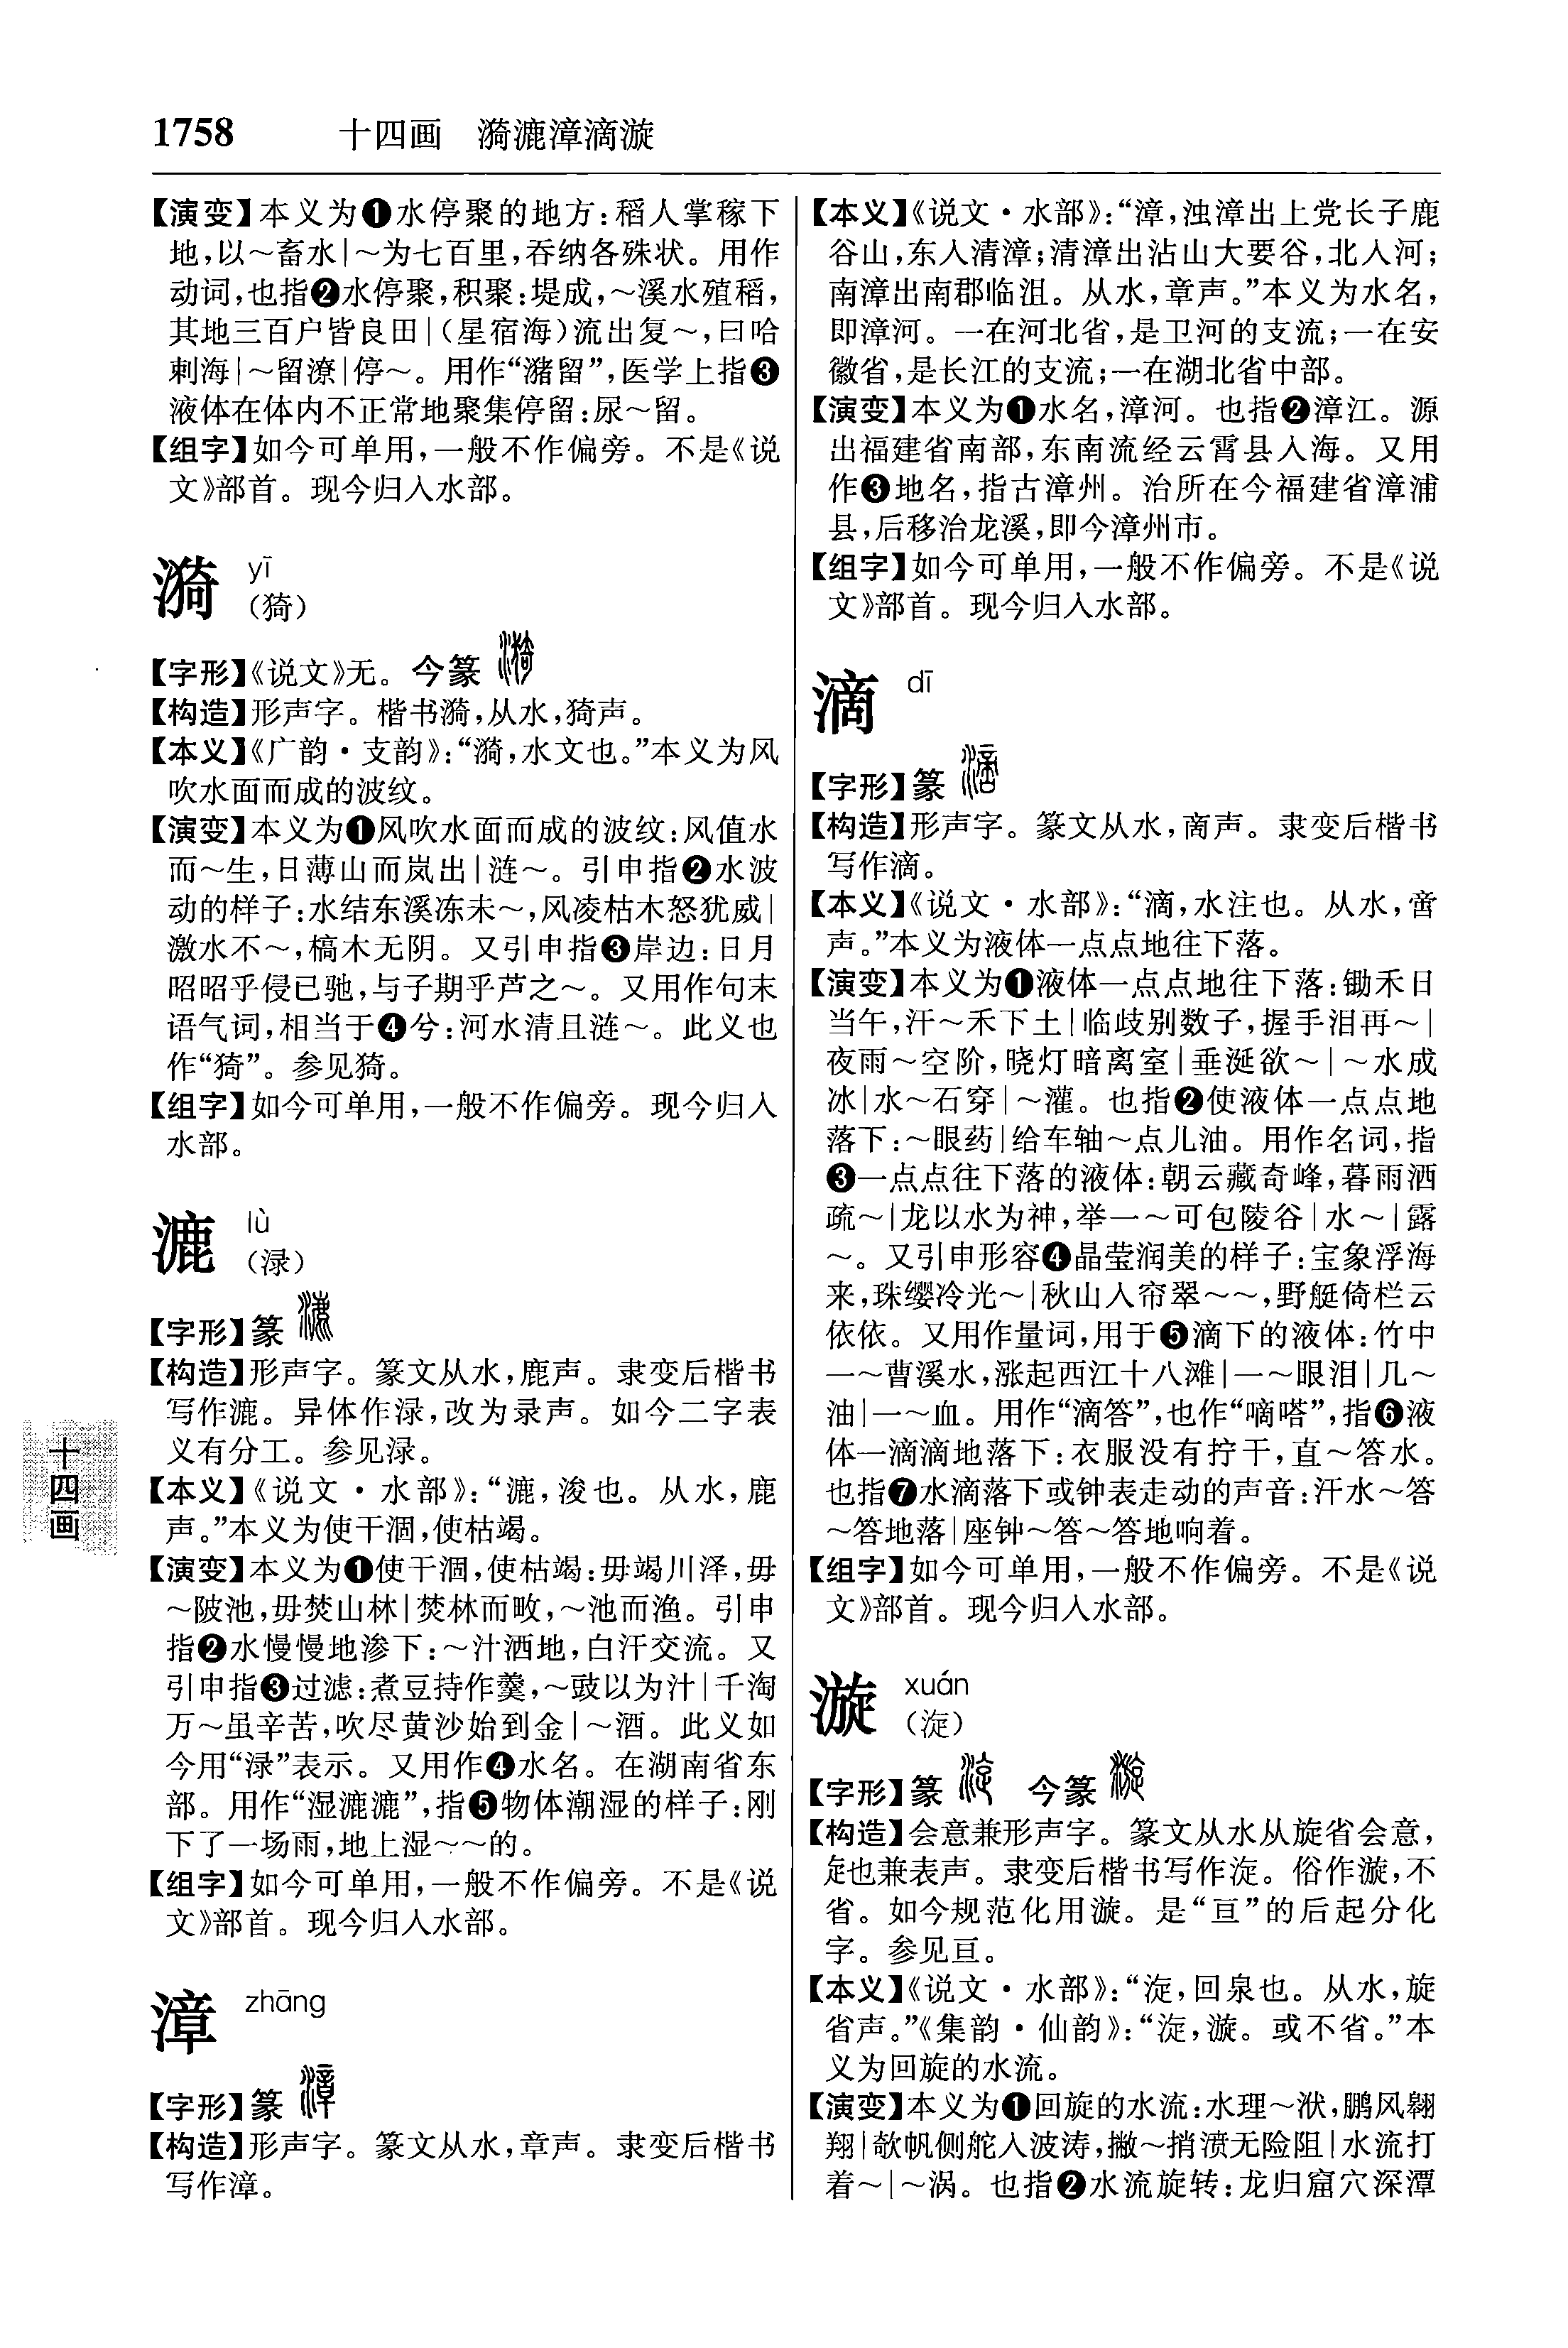 1758 十四画 漪漉漳滴漩
【演变】本义为❶水停聚的地方:稻人掌稼下
地,以～畜水|～为七百里,吞纳各殊状。用作
动词,也指❷水停聚,积聚:堤成,～溪水殖稻,
其地三百户皆良田|(星宿海)流出复～,曰哈
剌海|～留潦|停～。用作“潴留”,医学上指❸
液体在体内不正常地聚集停留:尿～留。
【组字】如今可单用,一般不作偏旁。不是《说
文》部首。现今归入水部。
漪 yī
(猗)
【字形】《说文》无。今篆
【构造】形声字。楷书漪,从水,猗声。
【本义】《广韵·支韵》:“漪,水文也。”本义为风
吹水面而成的波纹。
【演变】本义为❶风吹水面而成的波纹:风值水
而～生,日薄山而岚出|涟～。引申指❷水波
动的样子:水结东溪冻未～,风凌枯木怒犹威|
激水不～,槁木无阴。又引申指❸岸边:日月
昭昭乎侵已驰,与子期乎芦之～。又用作句末
语气词,相当于❹兮:河水清且涟～。此义也
作“猗”。参见猗。
【组字】如今可单用,一般不作偏旁。现今归入
水部。
漉 lù
(渌)
【字形】篆
【构造】形声字。篆文从水,鹿声。隶变后楷书
写作漉。异体作渌,改为录声。如今二字表
义有分工。参见渌。
【本义】《说文·水部》:“漉,浚也。从水,鹿
声。”本义为使干涸,使枯竭。
【演变】本义为❶使干涸,使枯竭:毋竭川泽,毋
～陂池,毋焚山林|焚林而畋,～池而渔。引申
指❷水慢慢地渗下:～汁洒地,白汗交流。又
引申指❸过滤:煮豆持作羹,～豉以为汁|千淘
万～虽辛苦,吹尽黄沙始到金|～酒。此义如
今用“渌”表示。又用作❹水名。在湖南省东
部。用作“湿漉漉”,指❺物体潮湿的样子:刚
下了一场雨,地上湿～～的。
【组字】如今可单用,一般不作偏旁。不是《说
文》部首。现今归入水部。
漳 zhāng
【字形】篆
【构造】形声字。篆文从水,章声。隶变后楷书
写作漳。
【本义】《说文·水部》:“漳,浊漳出上党长子鹿
谷山,东入清漳;清漳出沾山大要谷,北入河;
南漳出南郡临沮。从水,章声。”本义为水名,
即漳河。一在河北省,是卫河的支流;一在安
徽省,是长江的支流;一在湖北省中部。
【演变】本义为❶水名,漳河。也指❷漳江。源
出福建省南部,东南流经云霄县入海。又用
作❸地名,指古漳州。治所在今福建省漳浦
县,后移治龙溪,即今漳州市。
【组字】如今可单用,一般不作偏旁。不是《说
文》部首。现今归入水部。
滴 dī
【字形】篆
【构造】形声字。篆文从水,啇声。隶变后楷书
写作滴。
【本义】《说文·水部》:“滴,水注也。从水,啻
声。”本义为液体一点点地往下落。
【演变】本义为❶液体一点点地往下落:锄禾日
当午,汗～禾下土|临歧别数子,握手泪再～|
夜雨～空阶,晓灯暗离室|垂涎欲～|～水成
冰|水～石穿|～灌。也指❷使液体一点点地
落下:～眼药|给车轴～点儿油。用作名词,指
❸一点点往下落的液体:朝云藏奇峰,暮雨洒
疏～|龙以水为神,举一～可包陵谷|水～|露
～。又引申形容❹晶莹润美的样子:宝象浮海
来,珠缨冷光～|秋山入帘翠～～,野艇倚栏云
依依。又用作量词,用于❺滴下的液体:竹中
一～曹溪水,涨起西江十八滩|一～眼泪|几～
油|一～血。用作“滴答”,也作“嘀嗒”,指❻液
体一滴滴地落下:衣服没有拧干,直～答水。
也指❼水滴落下或钟表走动的声音:汗水～答
～答地落|座钟～答～答地响着。
【组字】如今可单用,一般不作偏旁。不是《说
文》部首。现今归入水部。
漩 xuán
(淀)
【字形】篆 今篆
【构造】会意兼形声字。篆文从水从旋省会意,
疋也兼表声。隶变后楷书写作淀。俗作漩,不
省。如今规范化用漩。是“亘”的后起分化
字。参见亘。
【本义】《说文·水部》:“淀,回泉也。从水,旋
省声。”《集韵·仙韵》:“淀,漩。或不省。”本
义为回旋的水流。
【演变】本义为❶回旋的水流:水理～洑,鹏风翱
翔|欹帆侧舵入波涛,撇～捎濆无险阻|水流打
着～|～涡。也指❷水流旋转:龙归窟穴深潭
十四画